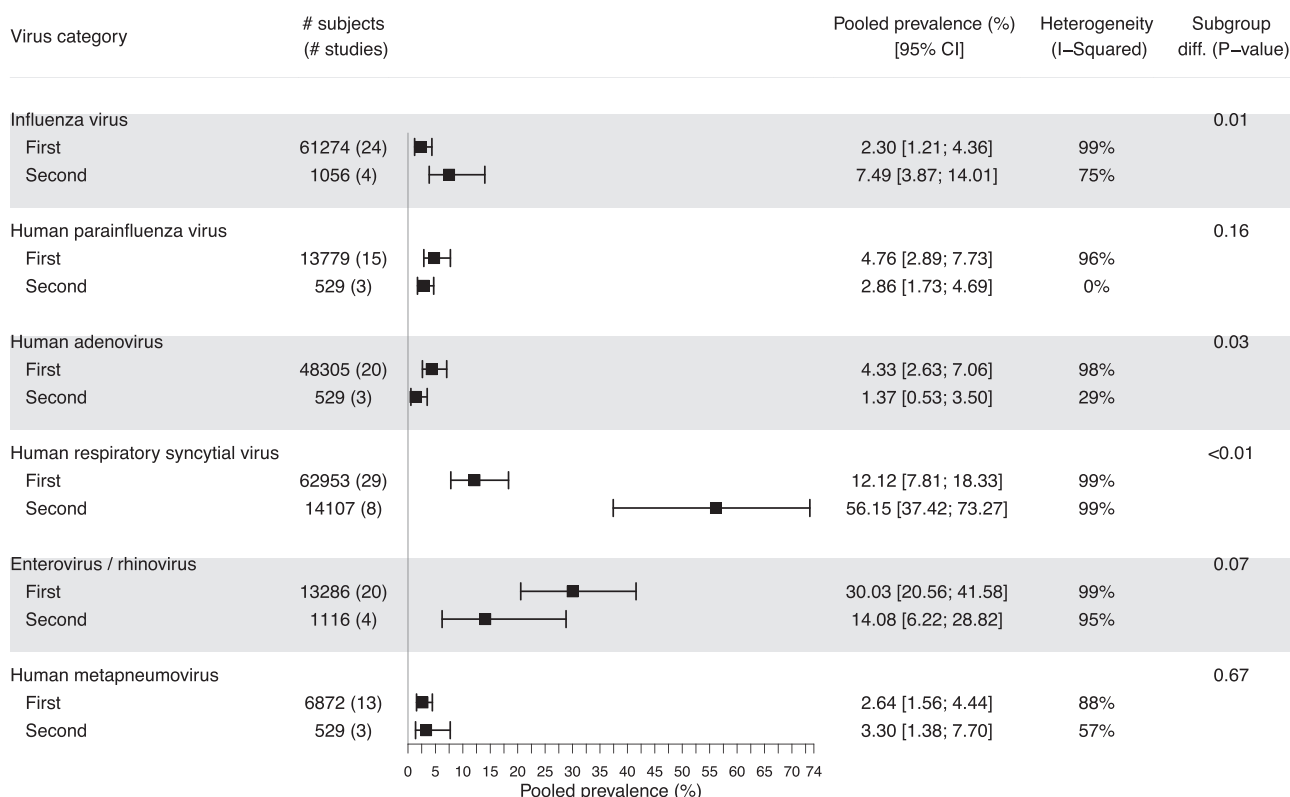 Virus category # subjects (# studies) Pooled prevalence (%) [95% CI] Heterogeneity (I−Squared) Subgroup diff. (P−value)
Influenza virus 0.01
First 61274 (24) 2.30 [1.21; 4.36] 99%
Second 1056 (4) 7.49 [3.87; 14.01] 75%
Human parainfluenza virus 0.16
First 13779 (15) 4.76 [2.89; 7.73] 96%
Second 529 (3) 2.86 [1.73; 4.69] 0%
Human adenovirus 0.03
First 48305 (20) 4.33 [2.63; 7.06] 98%
Second 529 (3) 1.37 [0.53; 3.50] 29%
Human respiratory syncytial virus <0.01
First 62953 (29) 12.12 [7.81; 18.33] 99%
Second 14107 (8) 56.15 [37.42; 73.27] 99%
Enterovirus / rhinovirus 0.07
First 13286 (20) 30.03 [20.56; 41.58] 99%
Second 1116 (4) 14.08 [6.22; 28.82] 95%
Human metapneumovirus 0.67
First 6872 (13) 2.64 [1.56; 4.44] 88%
Second 529 (3) 3.30 [1.38; 7.70] 57%
0 5 10 15 20 25 30 35 40 45 50 55 60 65 70 74
Pooled prevalence (%)